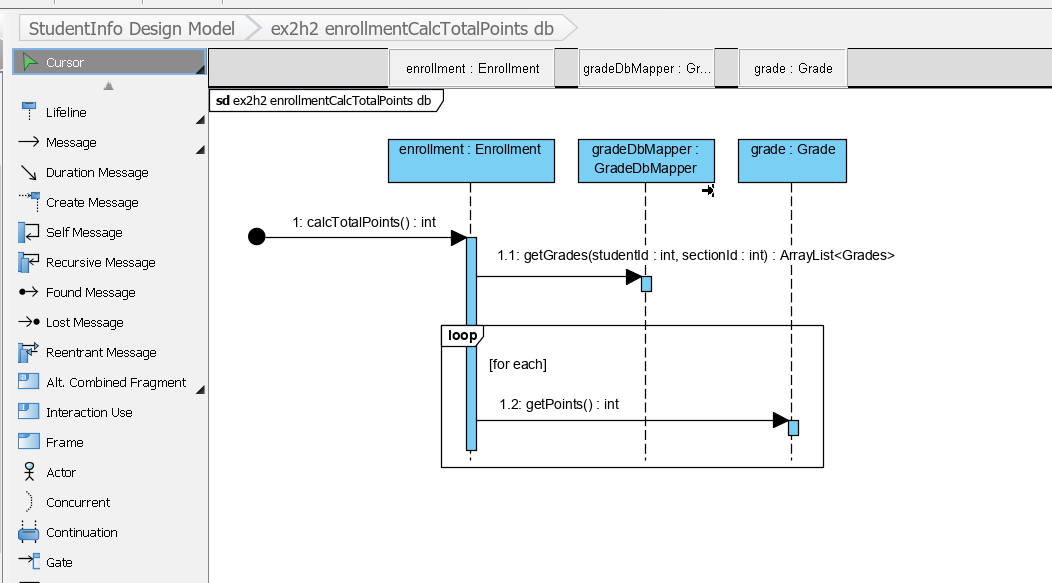 StudentInfo Design Model
ex2h2 enrollmentCalcTotalPoints db
Cursor
Lifeline
Message
Duration Message
Create Message
Self Message
Recursive Message
Found Message
Lost Message
Reentrant Message
Alt. Combined Fragment
Interaction Use
Frame
Actor
Concurrent
Continuation
Gate
enrollment : Enrollment
gradeDbMapper : Gr...
grade : Grade
sd ex2h2 enrollmentCalcTotalPoints db
enrollment : Enrollment
gradeDbMapper :
GradeDbMapper
grade : Grade
1: calcTotalPoints() : int
1.1: getGrades(studentId : int, sectionId : int) : ArrayList<Grades>
loop
[for each]
1.2: getPoints() : int